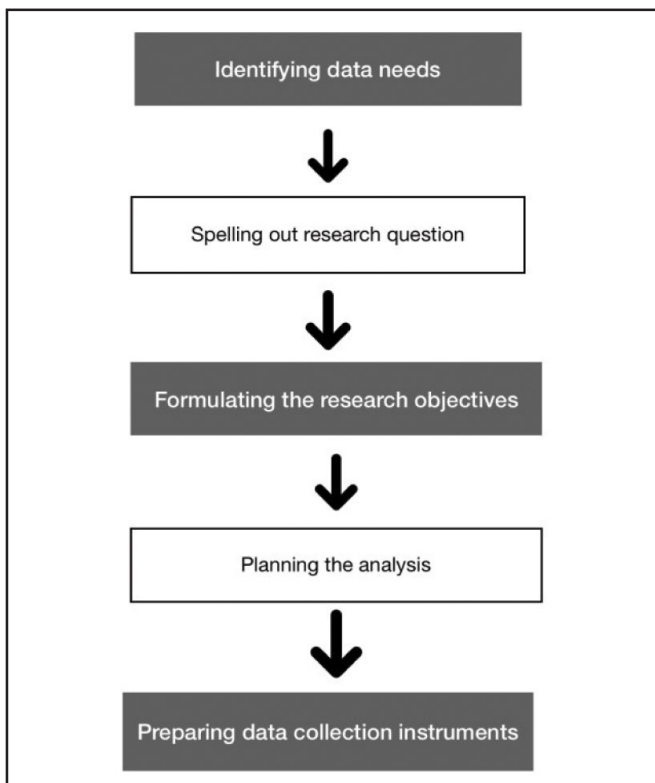 Identifying data needs
Spelling out research question
Formulating the research objectives
Planning the analysis
Preparing data collection instruments